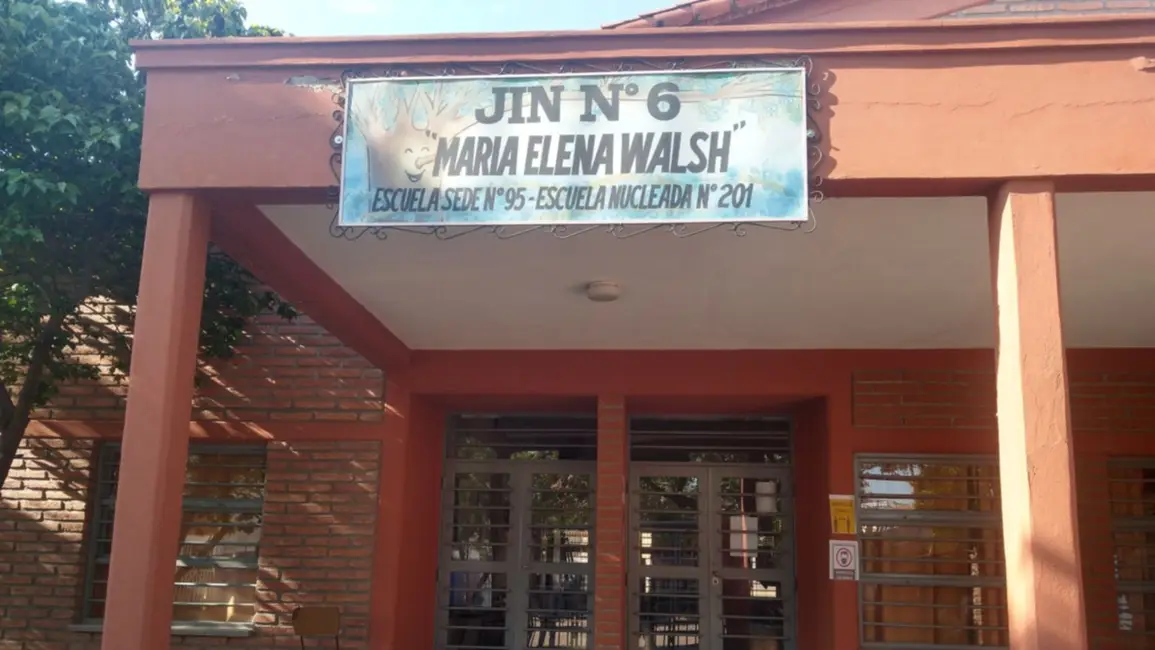 JIN N° 6
"MARIA ELENA WALSH"
ESCUELA SEDE N° 95 - ESCUELA NUCLEADA N° 201